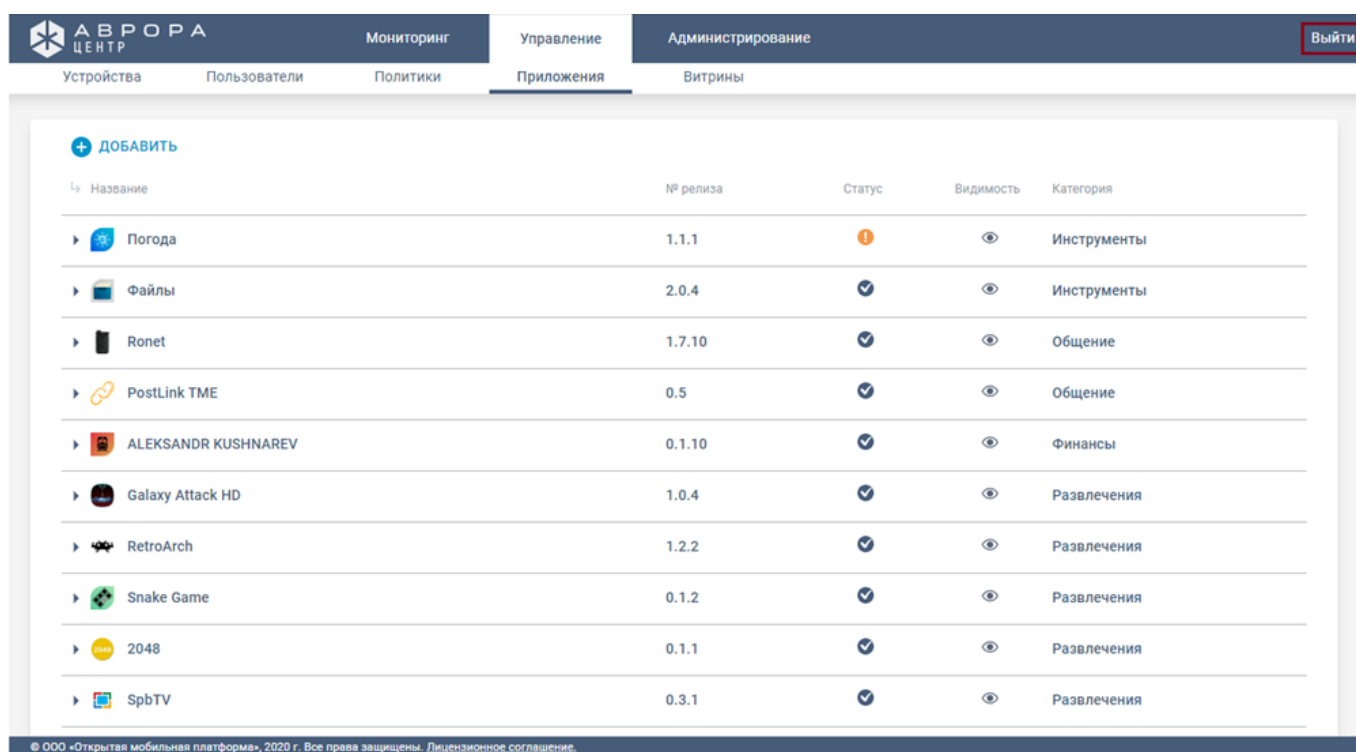 АВРОРА
ЦЕНТР
Мониторинг Управление Администрирование Выйти
Устройства Пользователи Политики Приложения Витрины
ДОБАВИТЬ
Название № релиза Статус Видимость Категория
Погода 1.1.1 Инструменты
Файлы 2.0.4 Инструменты
Ronet 1.7.10 Общение
PostLink TME 0.5 Общение
ALEKSANDR KUSHNAREV 0.1.10 Финансы
Galaxy Attack HD 1.0.4 Развлечения
RetroArch 1.2.2 Развлечения
Snake Game 0.1.2 Развлечения
2048 2048 0.1.1 Развлечения
SpbTV 0.3.1 Развлечения
© ООО «Открытая мобильная платформа», 2020 г. Все права защищены. Лицензионное соглашение.